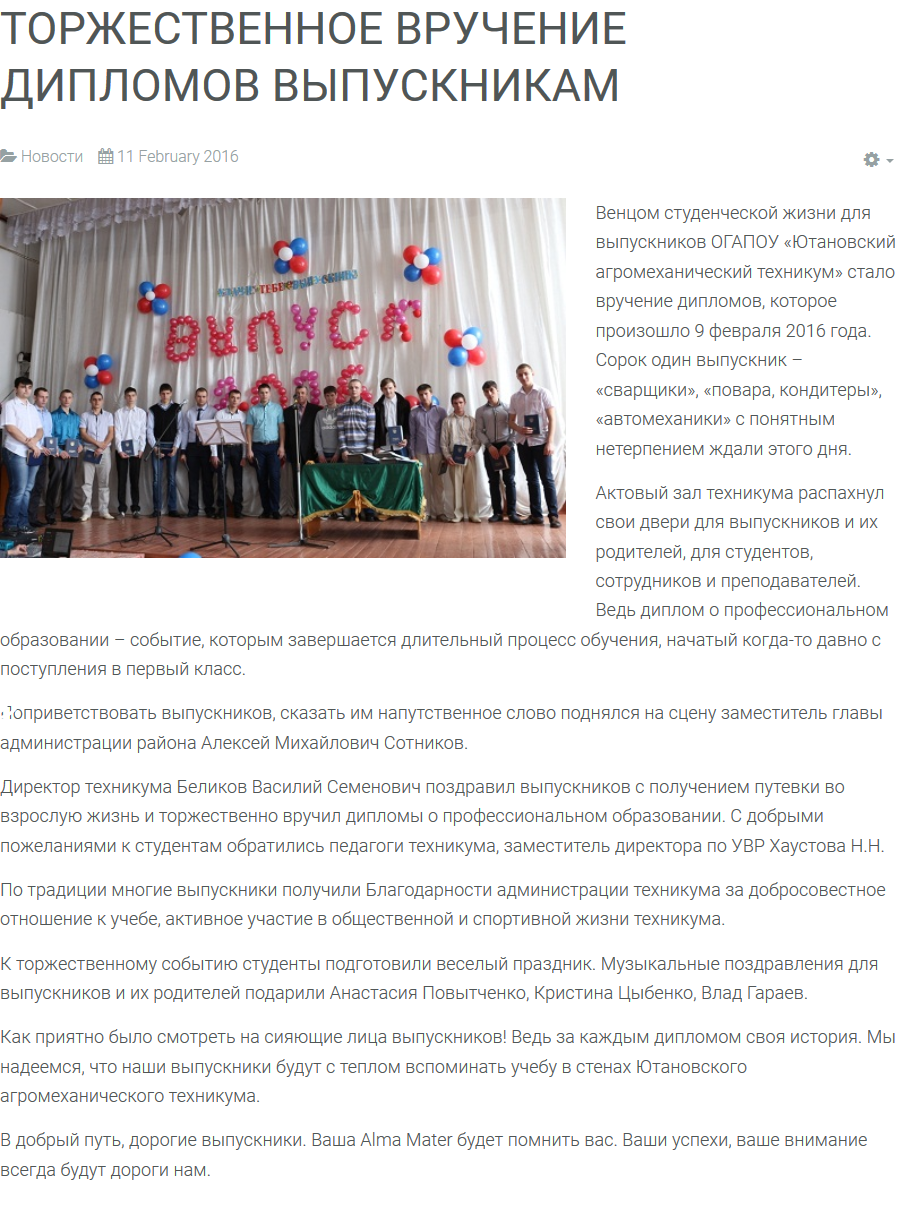 ТОРЖЕСТВЕННОЕ ВРУЧЕНИЕ
ДИПЛОМОВ ВЫПУСКНИКАМ
Новости 11 February 2016
ВЫПУСК
Венцом студенческой жизни для
выпускников ОГАПОУ «Ютановский
агромеханический техникум» стало
вручение дипломов, которое
произошло 9 февраля 2016 года.
Сорок один выпускник –
«сварщики», «повара, кондитеры»,
«автомеханики» с понятным
нетерпением ждали этого дня.
Актовый зал техникума распахнул
свои двери для выпускников и их
родителей, для студентов,
сотрудников и преподавателей.
Ведь диплом о профессиональном
образовании – событие, которым завершается длительный процесс обучения, начатый когда-то давно с
поступления в первый класс.
Поприветствовать выпускников, сказать им напутственное слово поднялся на сцену заместитель главы
администрации района Алексей Михайлович Сотников.
Директор техникума Беликов Василий Семенович поздравил выпускников с получением путевки во
взрослую жизнь и торжественно вручил дипломы о профессиональном образовании. С добрыми
пожеланиями к студентам обратились педагоги техникума, заместитель директора по УВР Хаустова Н.Н.
По традиции многие выпускники получили Благодарности администрации техникума за добросовестное
отношение к учебе, активное участие в общественной и спортивной жизни техникума.
К торжественному событию студенты подготовили веселый праздник. Музыкальные поздравления для
выпускников и их родителей подарили Анастасия Повытченко, Кристина Цыбенко, Влад Гараев.
Как приятно было смотреть на сияющие лица выпускников! Ведь за каждым дипломом своя история. Мы
надеемся, что наши выпускники будут с теплом вспоминать учебу в стенах Ютановского
агромеханического техникума.
В добрый путь, дорогие выпускники. Ваша Alma Mater будет помнить вас. Ваши успехи, ваше внимание
всегда будут дороги нам.